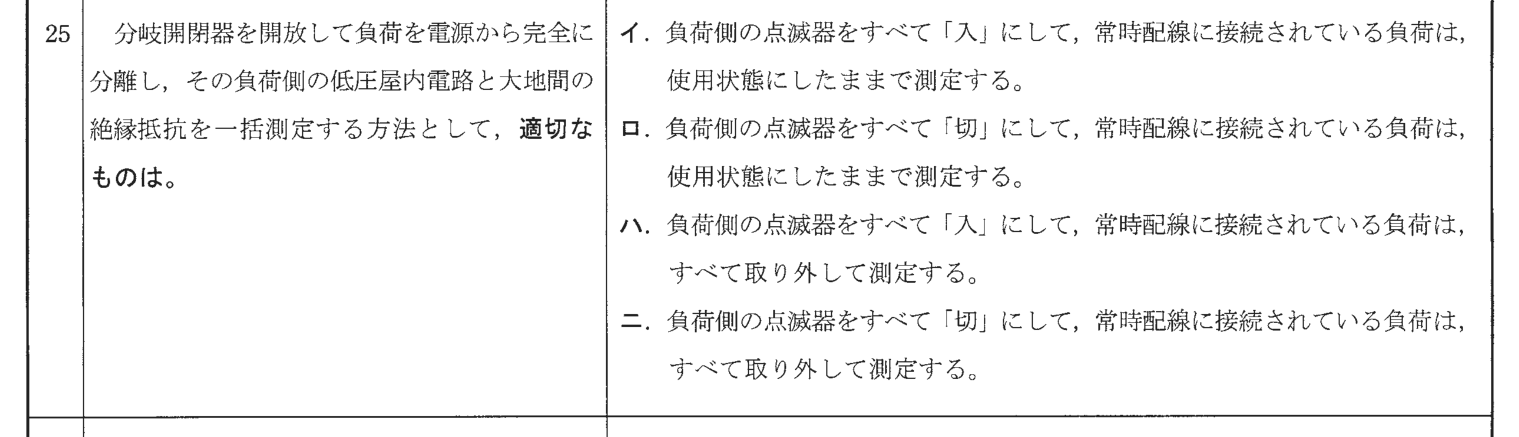 25
分岐開閉器を開放して負荷を電源から完全に
分離し，その負荷側の低圧屋内電路と大地間の
絶縁抵抗を一括測定する方法として，適切な
ものは。
イ．負荷側の点滅器をすべて「入」にして，常時配線に接続されている負荷は，
使用状態にしたままで測定する。
ロ．負荷側の点滅器をすべて「切」にして，常時配線に接続されている負荷は，
使用状態にしたままで測定する。
ハ．負荷側の点滅器をすべて「入」にして，常時配線に接続されている負荷は，
すべて取り外して測定する。
ニ．負荷側の点滅器をすべて「切」にして，常時配線に接続されている負荷は，
すべて取り外して測定する。